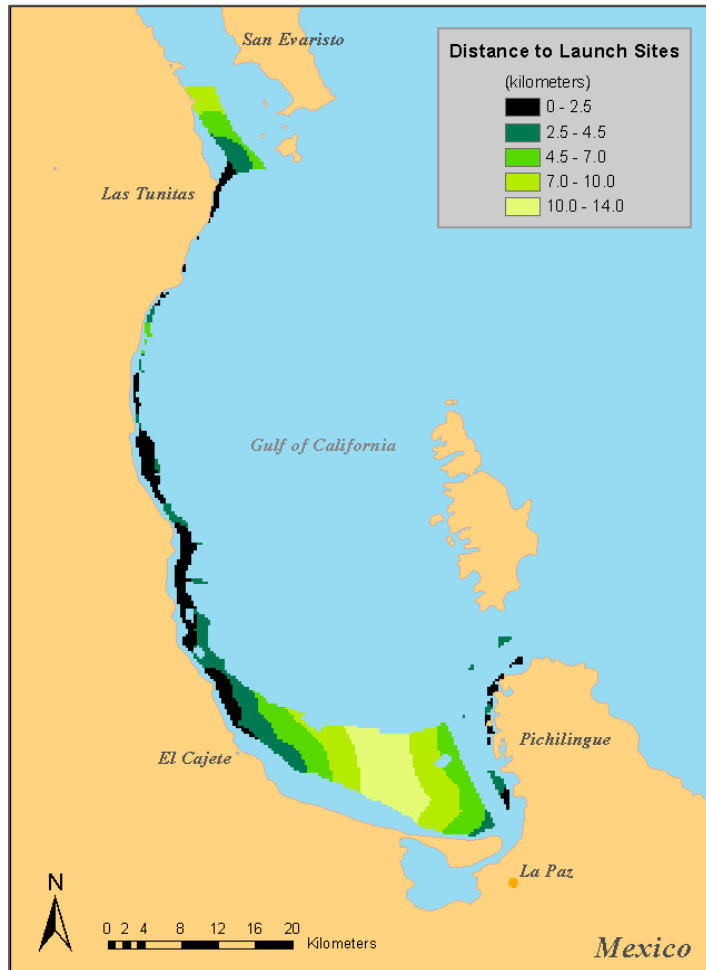 San Evaristo
Distance to Launch Sites
(kilometers)
0 - 2.5
2.5 - 4.5
4.5 - 7.0
7.0 - 10.0
10.0 - 14.0
Las Tunitas
Gulf of California
Pichilingue
El Cajete
La Paz
N
0 2 4 8 12 16 20
Kilometers
Mexico